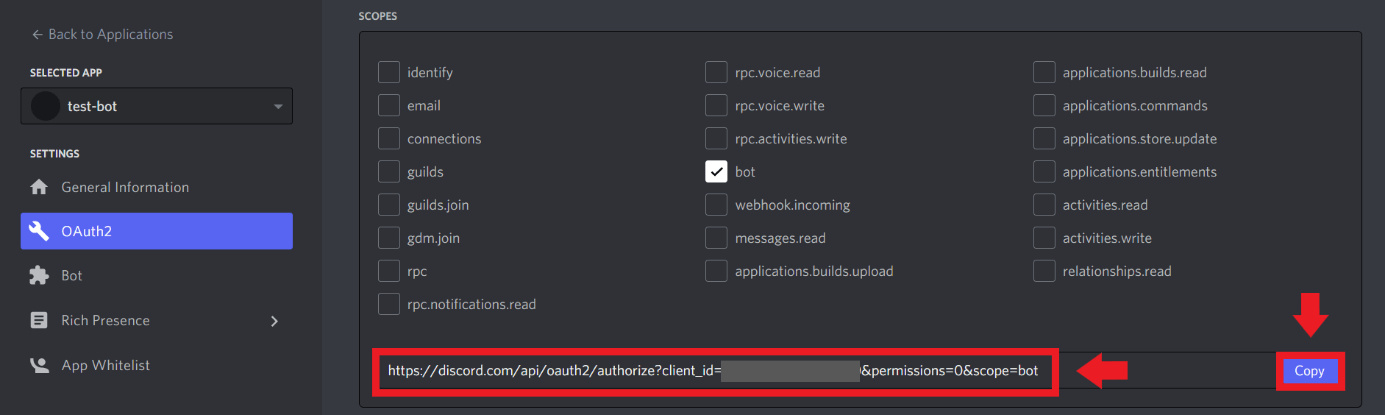 Back to Applications
SELECTED APP
test-bot
SETTINGS
General Information
OAuth2
Bot
Rich Presence
App Whitelist
SCOPES
identify
email
connections
guilds
guilds.join
gdm.join
rpc
rpc.notifications.read
rpc.voice.read
rpc.voice.write
rpc.activities.write
bot
webhook.incoming
messages.read
applications.builds.upload
applications.builds.read
applications.commands
applications.store.update
applications.entitlements
activities.read
activities.write
relationships.read
https://discord.com/api/oauth2/authorize?client_id= &permissions=0&scope=bot
Copy